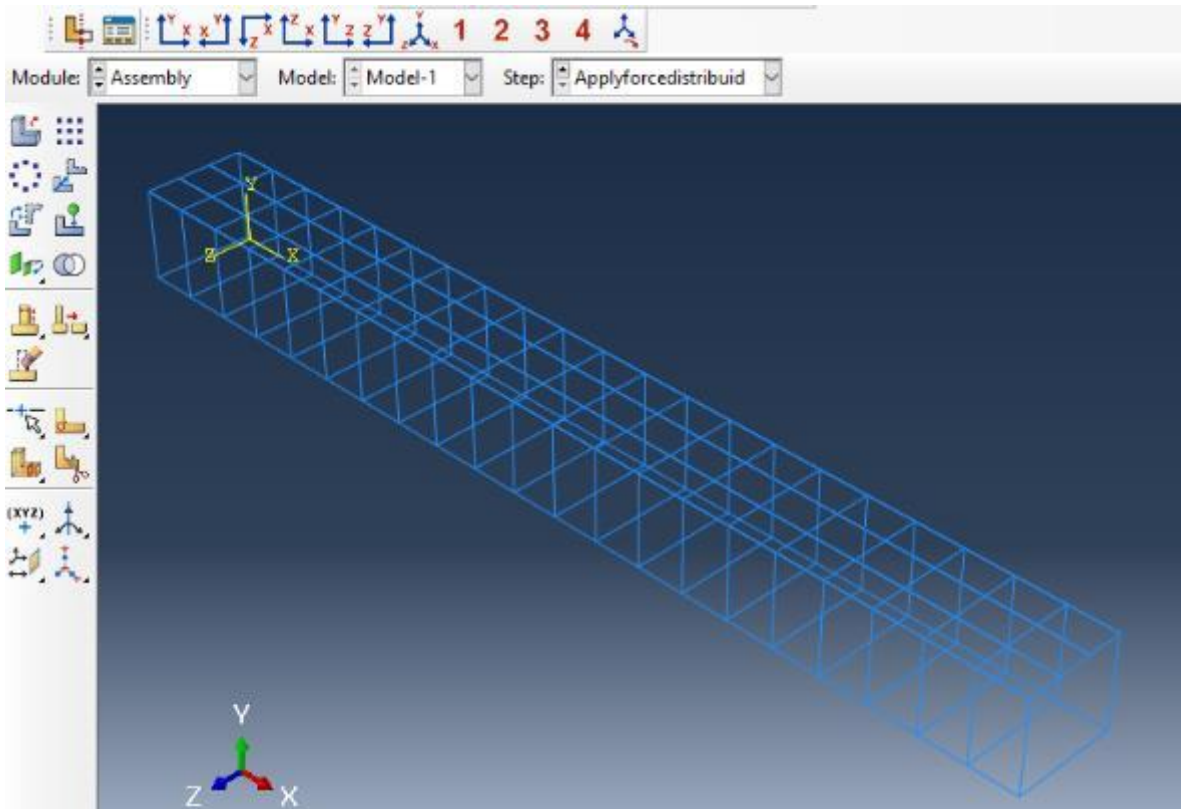 Y X X Y X Z Z X Y Z Z Y Y Z X 1 2 3 4
Module: Assembly Model: Model-1 Step: Applyforcedistribuid
Y
Z X
(XYZ)
Y
Z X